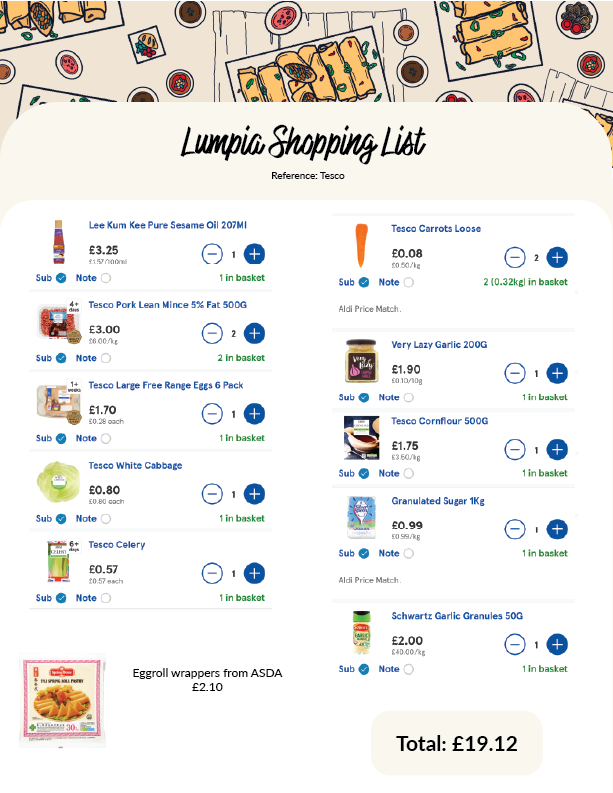 Lumpia Shopping List
Reference: Tesco
Lee Kum Kee Pure Sesame Oil 207Ml
£3.25
£1.57/100ml
1
Sub Note
1 in basket
4+ days
Tesco Pork Lean Mince 5% Fat 500G
£3.00
£6.00/kg
2
Sub Note
2 in basket
1+ weeks
Tesco Large Free Range Eggs 6 Pack
£1.70
£0.28 each
1
Sub Note
1 in basket
Tesco White Cabbage
£0.80
£0.80 each
1
Sub Note
1 in basket
6+ days
CELERY
Tesco Celery
£0.57
£0.57 each
1
Sub Note
1 in basket
TYJ SPRING ROLL PASTRY
30
Eggroll wrappers from ASDA
£2.10
Tesco Carrots Loose
£0.08
£0.50/kg
2
Sub Note
2 (0.32kg) in basket
Aldi Price Match.
Very Lazy
Very Lazy Garlic 200G
£1.90
£0.10/10g
1
Sub Note
1 in basket
Tesco Cornflour 500G
£1.75
£3.50/kg
1
Sub Note
1 in basket
Granulated Sugar 1Kg
£0.99
£0.99/kg
1
Sub Note
1 in basket
Aldi Price Match.
Schwartz Garlic Granules 50G
£2.00
£40.00/kg
1
Sub Note
1 in basket
Total: £19.12